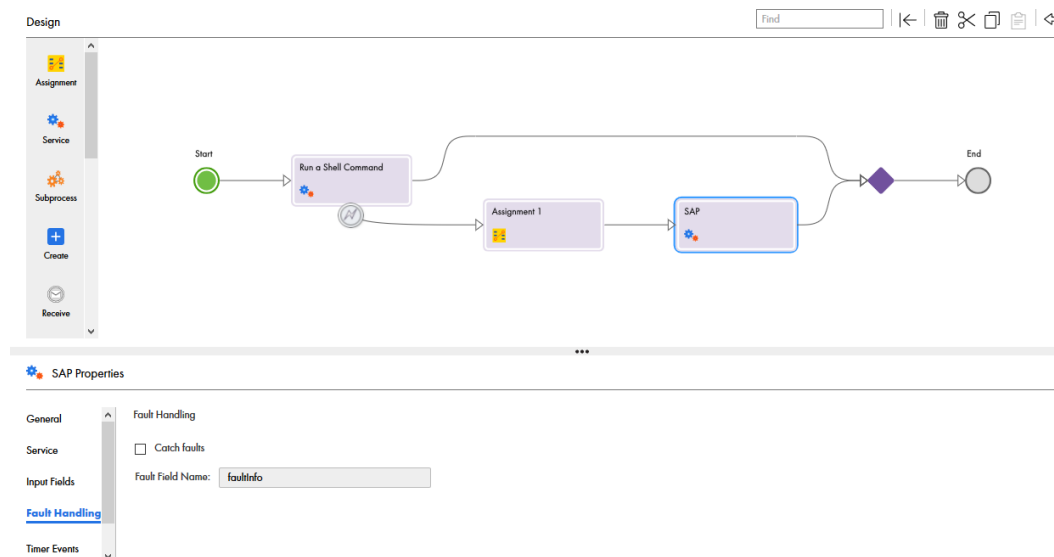 Design
Find
Assignment
Service
Subprocess
Create
Receive
Start
Run a Shell Command
Assignment 1
SAP
End
SAP Properties
General
Service
Input Fields
Fault Handling
Timer Events
Fault Handling
Catch faults
Fault Field Name: faultInfo